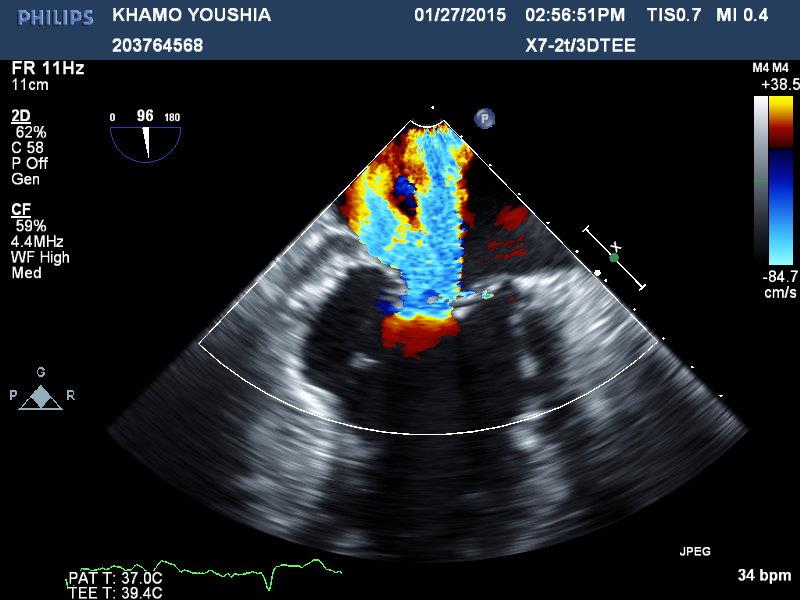 PHILIPS KHAMO YOUSHIA 01/27/2015 02:56:51PM TIS0.7 MI 0.4
203764568 X7-2t/3DTEE
FR 11Hz
11cm
M4 M4
+38.5
2D
62%
C 58
P Off
Gen
0 96 180
P
CF
59%
4.4MHz
WF High
Med
X
-84.7
cm/s
G
P R
JPEG
34 bpm
PAT T: 37.0C
TEE T: 39.4C